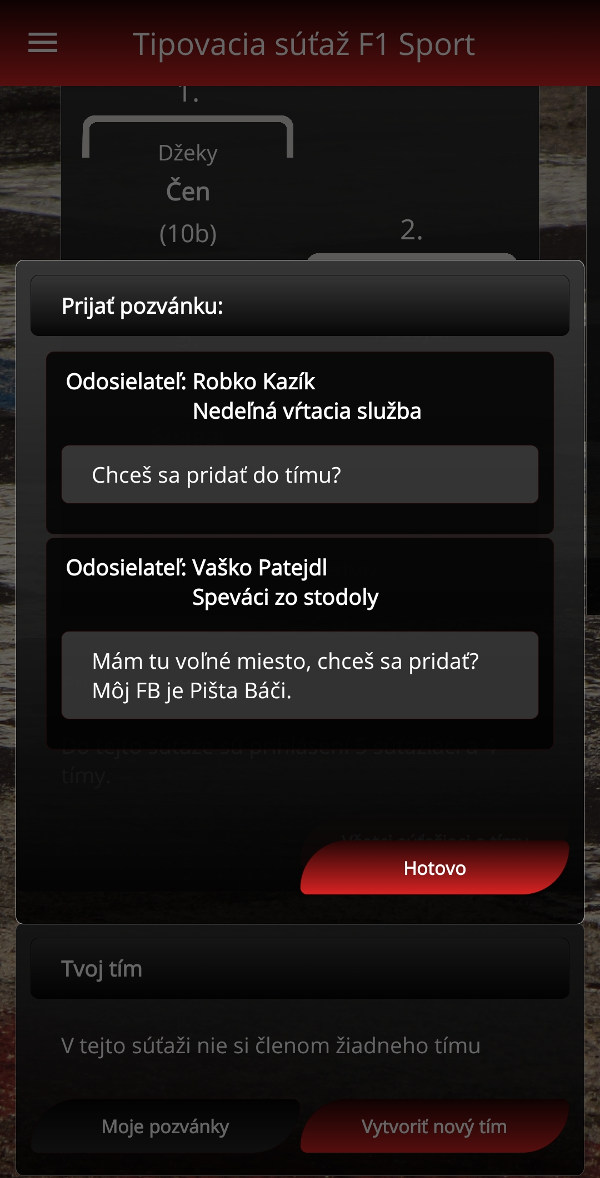 Tipovacia súťaž F1 Sport
1.
Džeky
Čen
(10b)
2.
Prijať pozvánku:
Odosielateľ: Robko Kazík
Nedeľná vŕtacia služba
Chceš sa pridať do tímu?
Odosielateľ: Vaško Patejdl
Speváci zo stodoly
Mám tu voľné miesto, chceš sa pridať?
Môj FB je Pišta Báči.
tímy.
Hotovo
Tvoj tím
V tejto súťaži nie si členom žiadneho tímu
Moje pozvánky
Vytvoriť nový tím